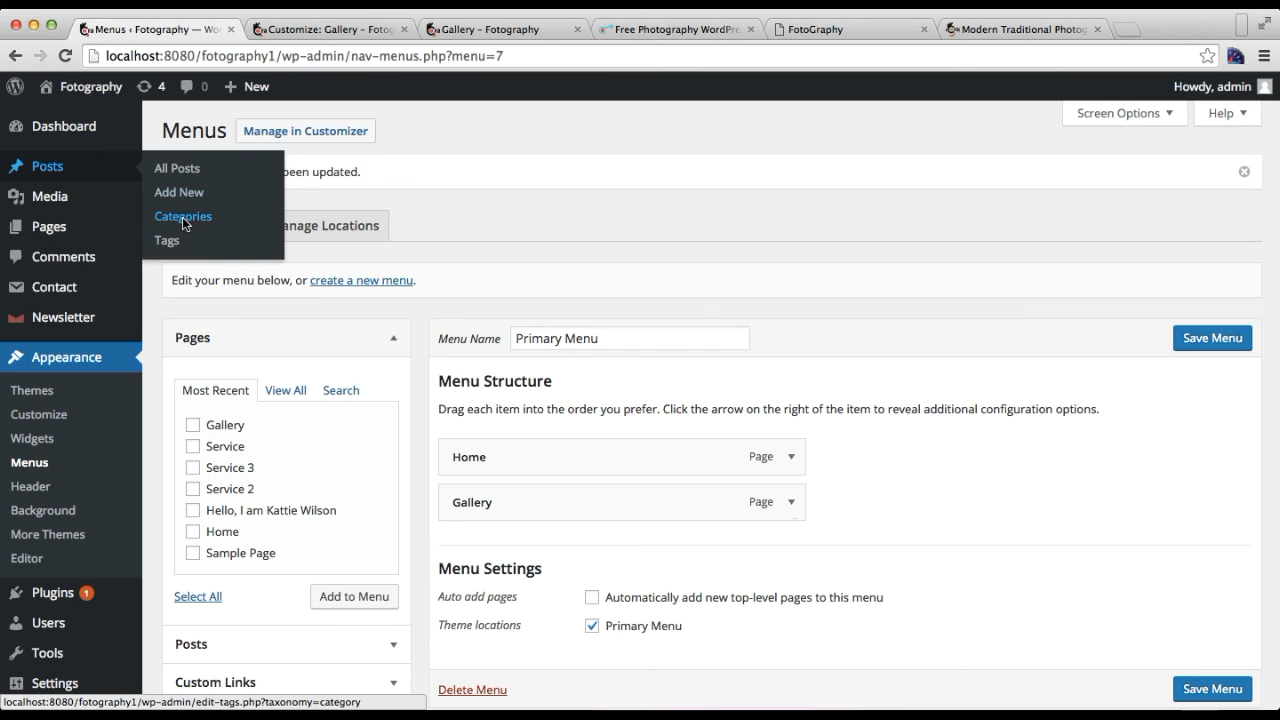 Menus ‹ Fotography — Wo
Customize: Gallery – Fotog
Gallery – Fotography
Free Photography WordPre
FotoGraphy
Modern Traditional Photog
localhost:8080/fotography1/wp-admin/nav-menus.php?menu=7
Fotography
4
0
New
Howdy, admin
Dashboard
Posts
Media
Pages
Comments
Contact
Newsletter
Appearance
Themes
Customize
Widgets
Menus
Header
Background
More Themes
Editor
Plugins 1
Users
Tools
Settings
All Posts
Add New
Categories
Tags
Screen Options
Help
Menus
Manage in Customizer
been updated.
anage Locations
Edit your menu below, or create a new menu.
Pages
Most Recent
View All
Search
Gallery
Service
Service 3
Service 2
Hello, I am Kattie Wilson
Home
Sample Page
Select All
Add to Menu
Posts
Custom Links
Menu Name
Primary Menu
Save Menu
Menu Structure
Drag each item into the order you prefer. Click the arrow on the right of the item to reveal additional configuration options.
Home
Page
Gallery
Page
Menu Settings
Auto add pages
Automatically add new top-level pages to this menu
Theme locations
Primary Menu
Delete Menu
Save Menu
localhost:8080/fotography1/wp-admin/edit-tags.php?taxonomy=category